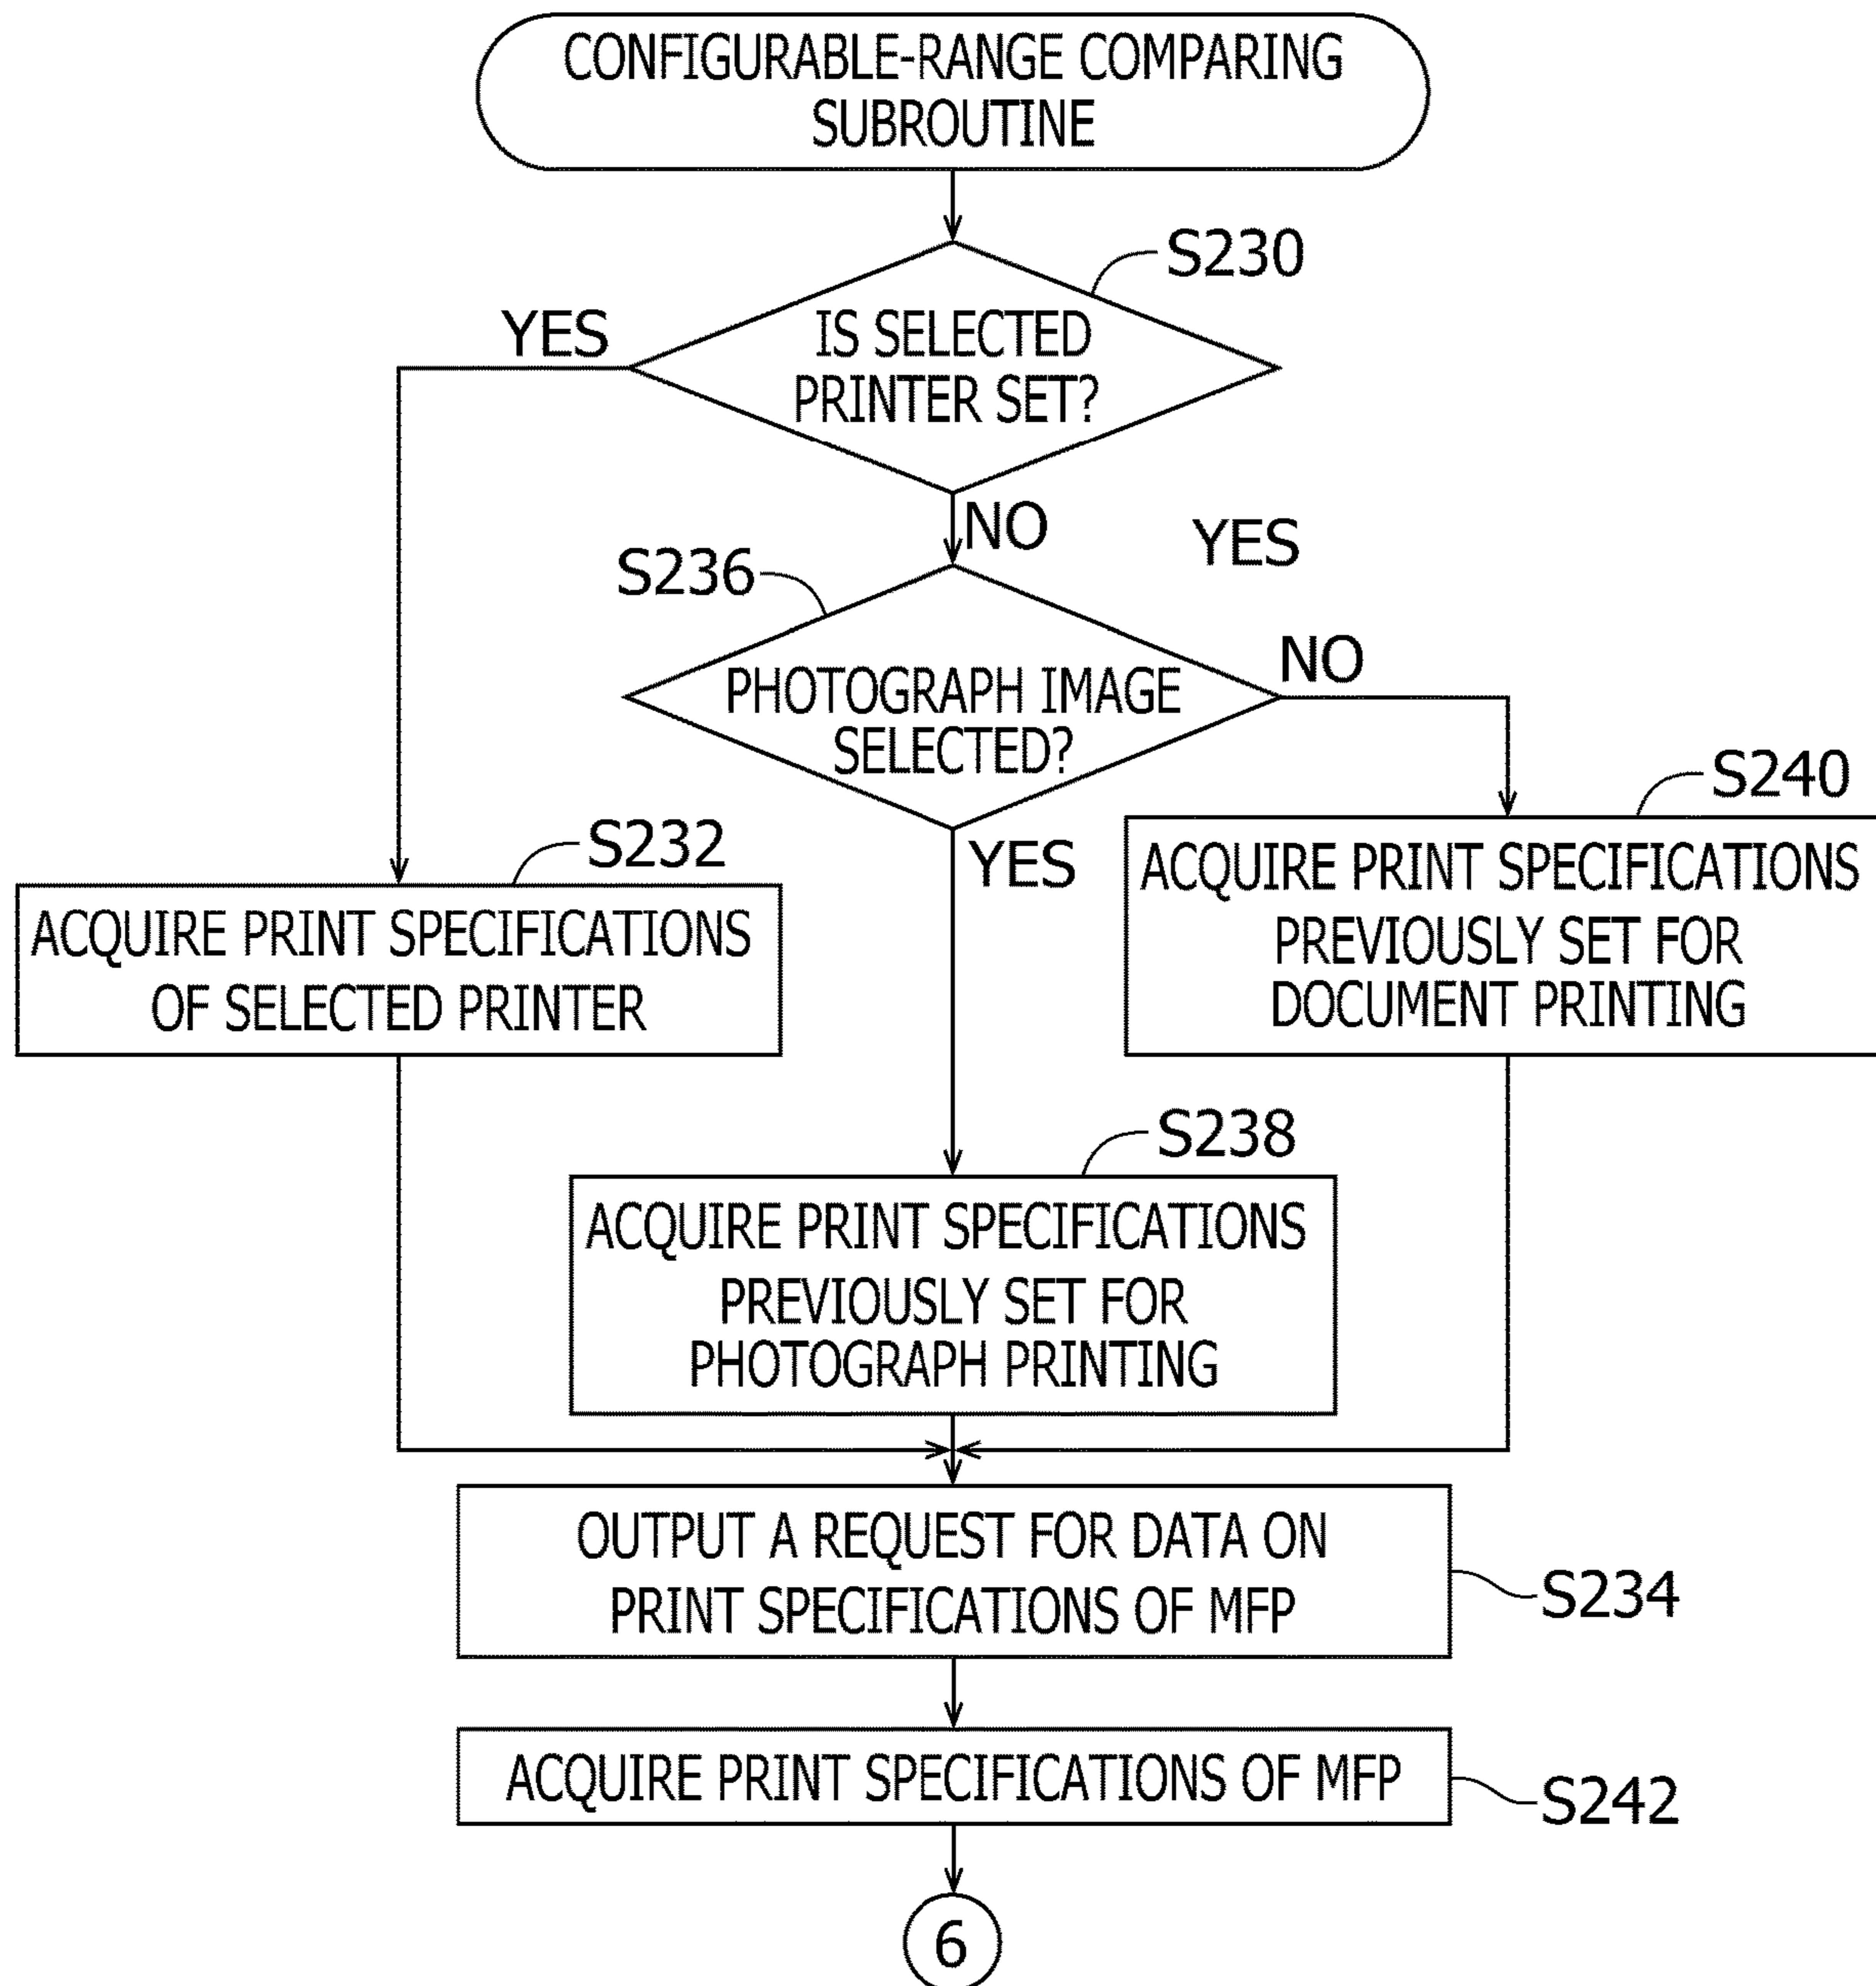 CONFIGURABLE-RANGE COMPARING
SUBROUTINE
S230
YES
IS SELECTED
PRINTER SET?
NO
YES
S236
NO
PHOTOGRAPH IMAGE
SELECTED?
S240
S232
YES
ACQUIRE PRINT SPECIFICATIONS
PREVIOUSLY SET FOR
DOCUMENT PRINTING
ACQUIRE PRINT SPECIFICATIONS
OF SELECTED PRINTER
S238
ACQUIRE PRINT SPECIFICATIONS
PREVIOUSLY SET FOR
PHOTOGRAPH PRINTING
OUTPUT A REQUEST FOR DATA ON
PRINT SPECIFICATIONS OF MFP
S234
ACQUIRE PRINT SPECIFICATIONS OF MFP
S242
6